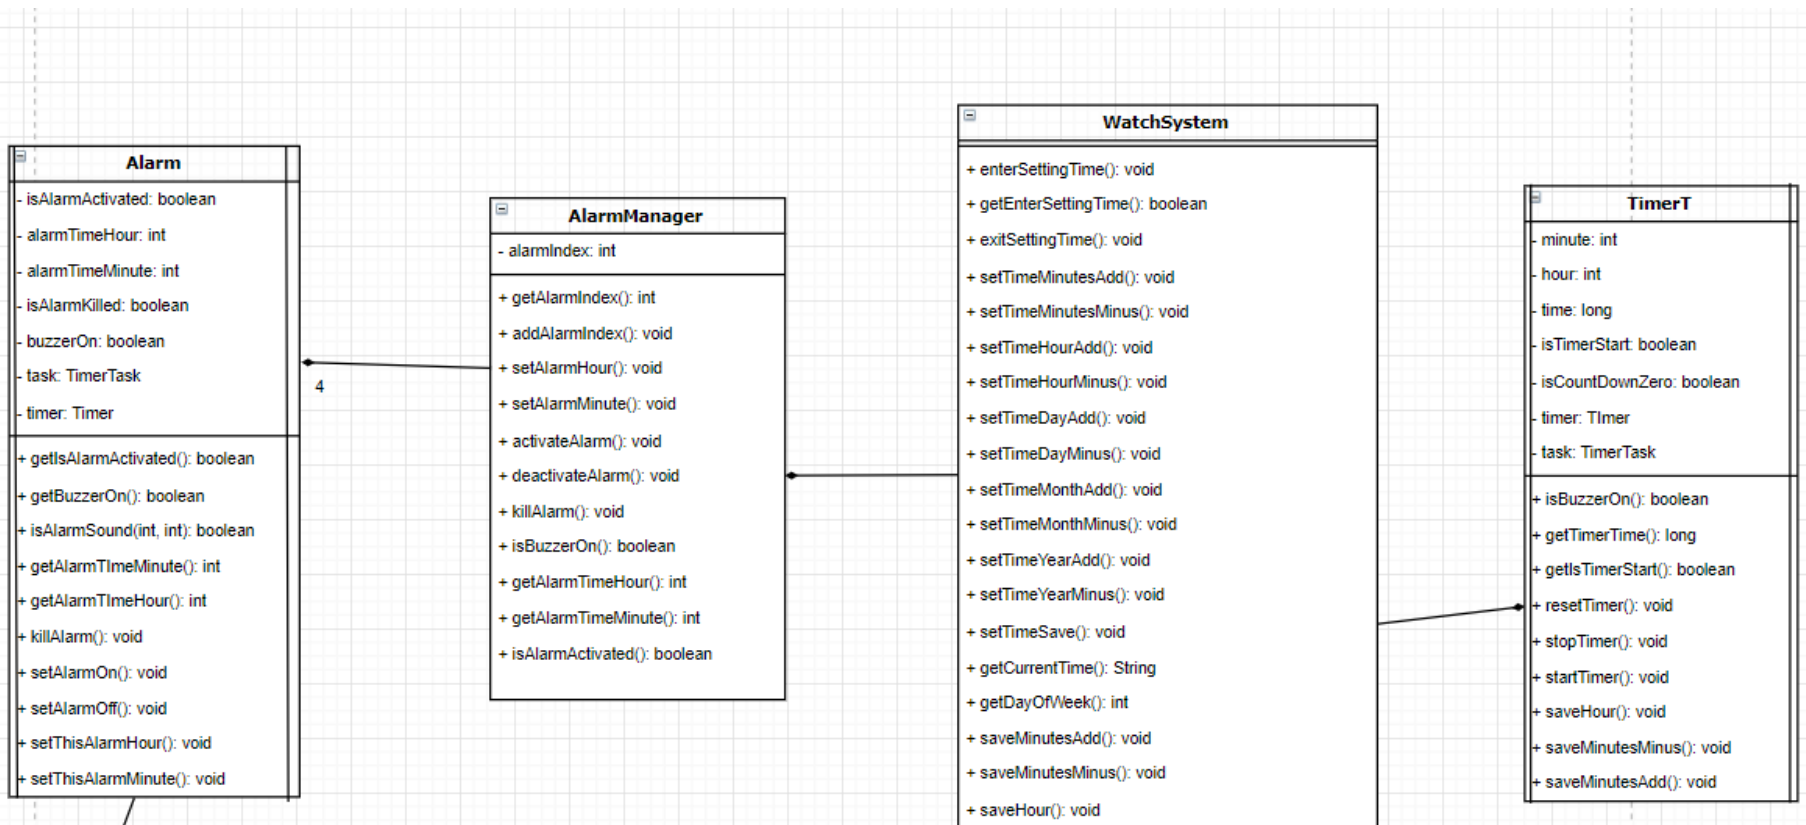 Alarm
- isAlarmActivated: boolean
- alarmTimeHour: int
- alarmTimeMinute: int
- isAlarmKilled: boolean
- buzzerOn: boolean
- task: TimerTask
- timer: Timer
+ getIsAlarmActivated(): boolean
+ getBuzzerOn(): boolean
+ isAlarmSound(int, int): boolean
+ getAlarmTImeMinute(): int
+ getAlarmTImeHour(): int
+ killAlarm(): void
+ setAlarmOn(): void
+ setAlarmOff(): void
+ setThisAlarmHour(): void
+ setThisAlarmMinute(): void
4
AlarmManager
- alarmIndex: int
+ getAlarmIndex(): int
+ addAlarmIndex(): void
+ setAlarmHour(): void
+ setAlarmMinute(): void
+ activateAlarm(): void
+ deactivateAlarm(): void
+ killAlarm(): void
+ isBuzzerOn(): boolean
+ getAlarmTimeHour(): int
+ getAlarmTimeMinute(): int
+ isAlarmActivated(): boolean
WatchSystem
+ enterSettingTime(): void
+ getEnterSettingTime(): boolean
+ exitSettingTime(): void
+ setTimeMinutesAdd(): void
+ setTimeMinutesMinus(): void
+ setTimeHourAdd(): void
+ setTimeHourMinus(): void
+ setTimeDayAdd(): void
+ setTimeDayMinus(): void
+ setTimeMonthAdd(): void
+ setTimeMonthMinus(): void
+ setTimeYearAdd(): void
+ setTimeYearMinus(): void
+ setTimeSave(): void
+ getCurrentTime(): String
+ getDayOfWeek(): int
+ saveMinutesAdd(): void
+ saveMinutesMinus(): void
+ saveHour(): void
TimerT
- minute: int
- hour: int
- time: long
- isTimerStart: boolean
- isCountDownZero: boolean
- timer: TImer
- task: TimerTask
+ isBuzzerOn(): boolean
+ getTimerTime(): long
+ getIsTimerStart(): boolean
+ resetTimer(): void
+ stopTimer(): void
+ startTimer(): void
+ saveHour(): void
+ saveMinutesMinus(): void
+ saveMinutesAdd(): void